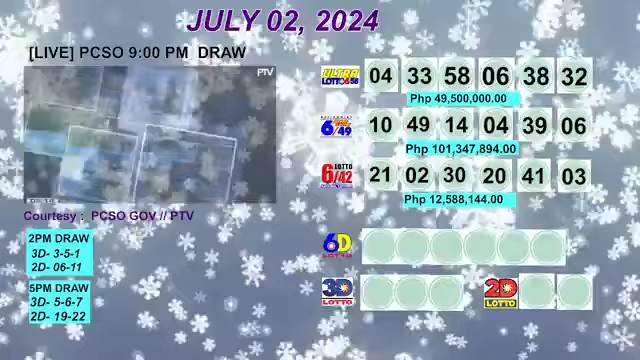 JULY 02, 2024
[LIVE] PCSO 9:00 PM DRAW
PTV
ULTRA LOTTO 6/58
04 33 58 06 38 32
Php 49,500,000.00
6/49
10 49 14 04 39 06
Php 101,347,894.00
LOTTO 6/42
21 02 30 20 41 03
Php 12,588,144.00
Courtesy : PCSO GOV // PTV
2PM DRAW
3D- 3-5-1
2D- 06-11
5PM DRAW
3D- 5-6-7
2D- 19-22
6D
3D LOTTO
2D LOTTO